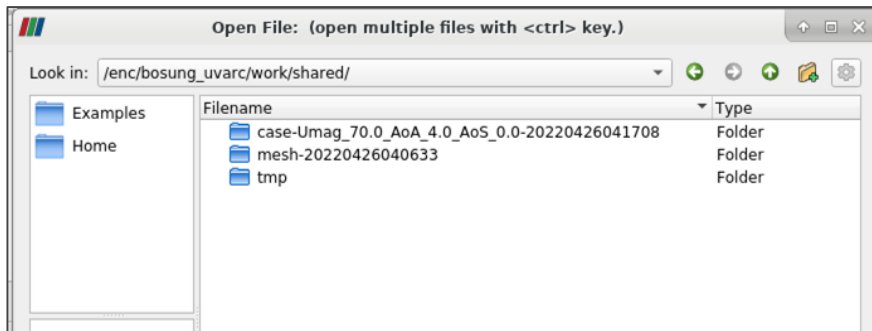 Open File: (open multiple files with <ctrl> key.)
Look in: /enc/bosung_uvarc/work/shared/
Examples
Home
Filename Type
case-Umag_70.0_AoA_4.0_AoS_0.0-20220426041708 Folder
mesh-20220426040633 Folder
tmp Folder